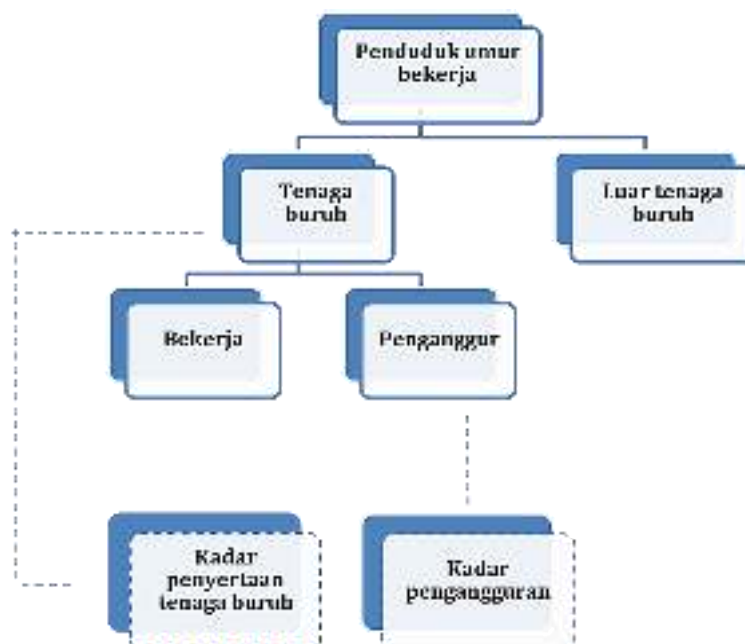 Penduduk umur
bekerja
Tenaga
buruh
Luar tenaga
buruh
Bekerja
Penganggur
Kadar
penyertaan
tenaga buruh
Kadar
pengangguran